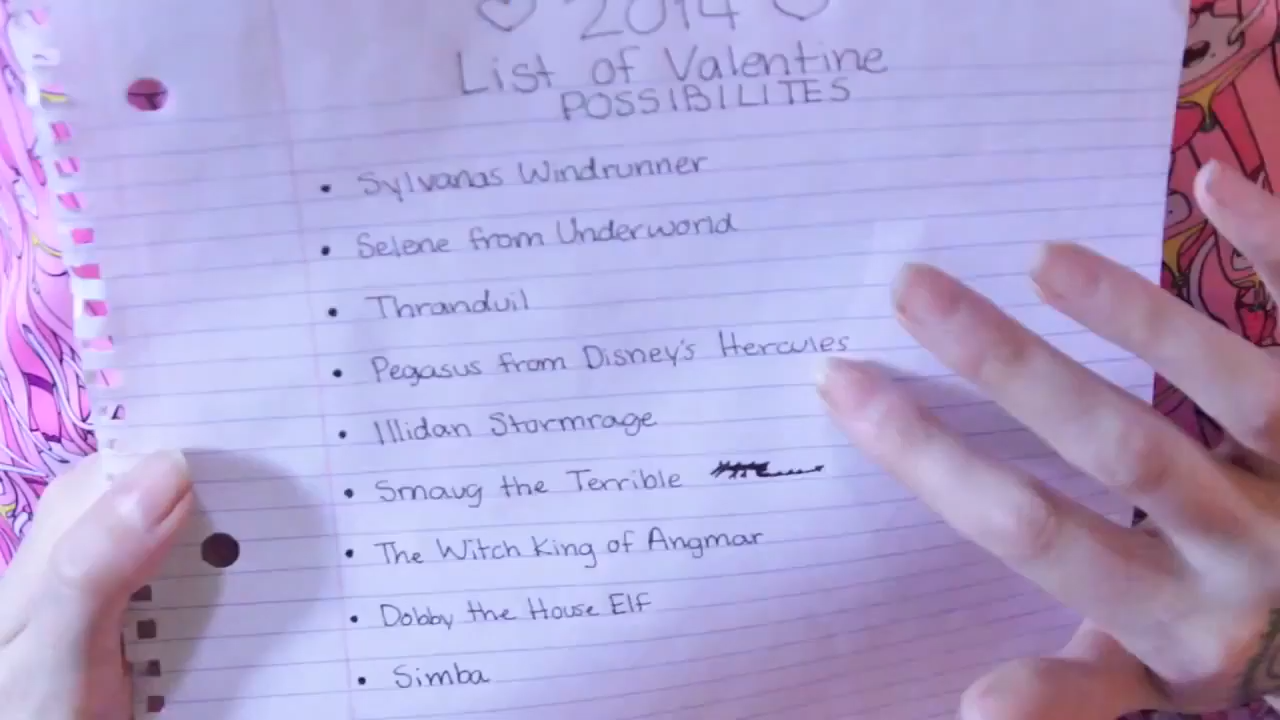 ♡ 2014 ♡
List of Valentine
POSSIBILITES
• Sylvanas Windrunner
• Selene from Underworld
• Thranduil
• Pegasus from Disney's Hercules
• Illidan Stormrage
• Smaug the Terrible
• The Witch King of Angmar
• Dobby the House Elf
• Simba